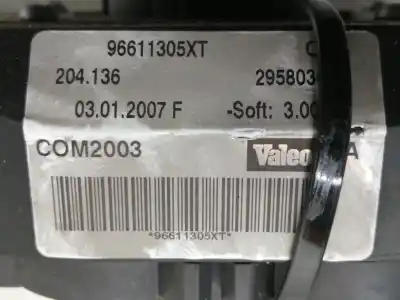 96611305XT C
204.136 295803
03.01.2007 F -Soft: 3.00
COM2003 Valeo A
*96611305XT*